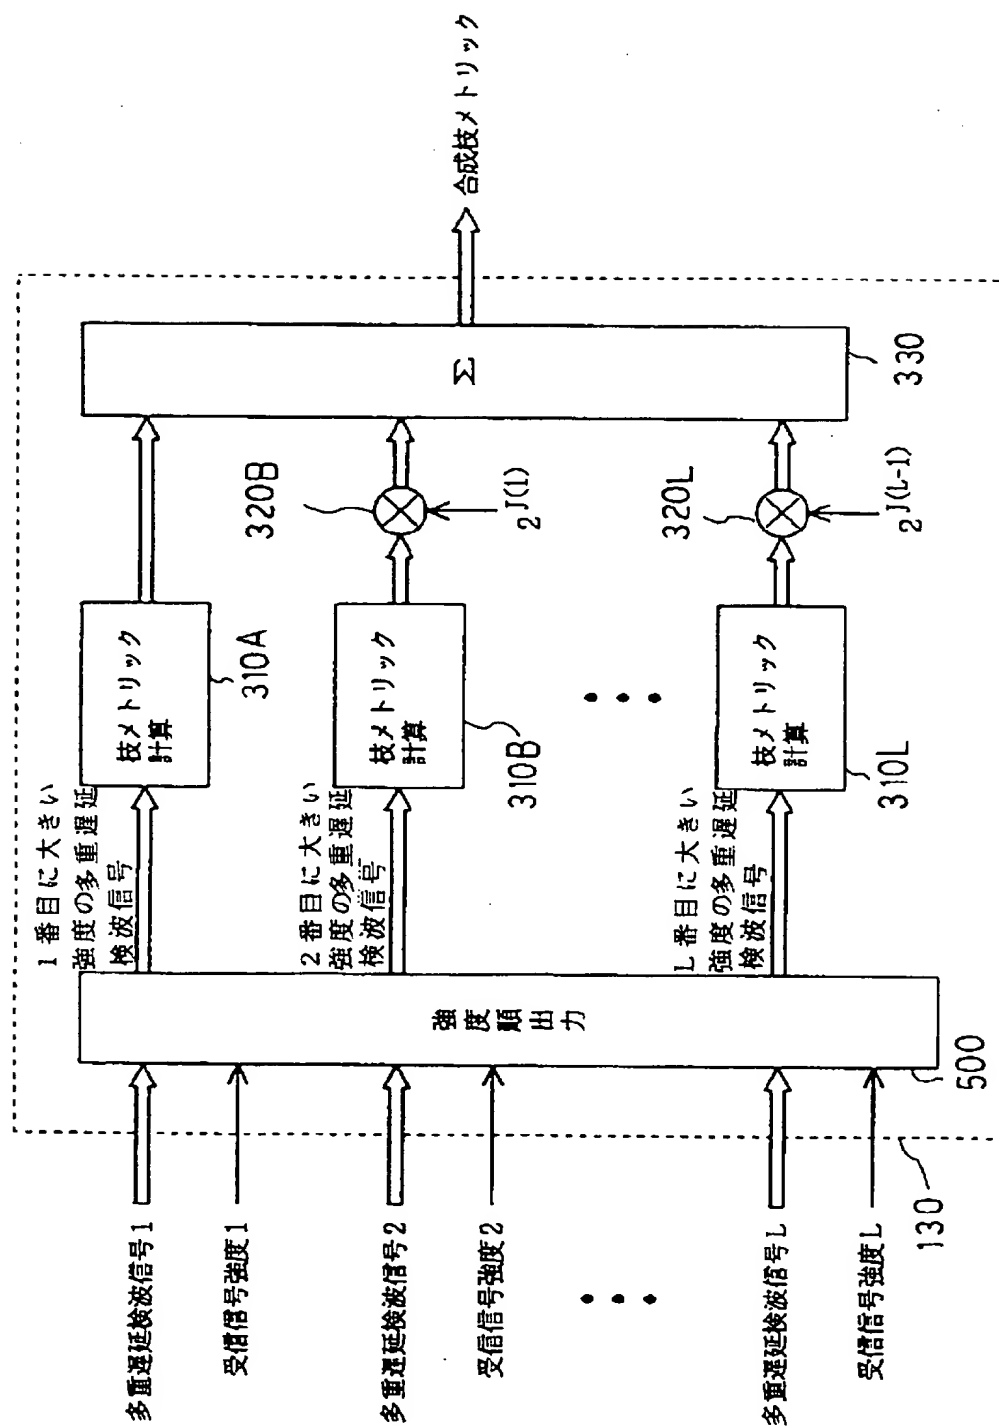 多重遅延検波信号1
受信信号強度1
多重遅延検波信号2
受信信号強度2
多重遅延検波信号L
受信信号強度L
130
強度順出力
500
1番目に大きい
強度の多重遅延
検波信号
2番目に大きい
強度の多重遅延
検波信号
L番目に大きい
強度の多重遅延
検波信号
枝メトリック
計算
310A
枝メトリック
計算
310B
枝メトリック
計算
310L
320B
2^J(1)
320L
2^J(L-1)
Σ
330
合成枝メトリック